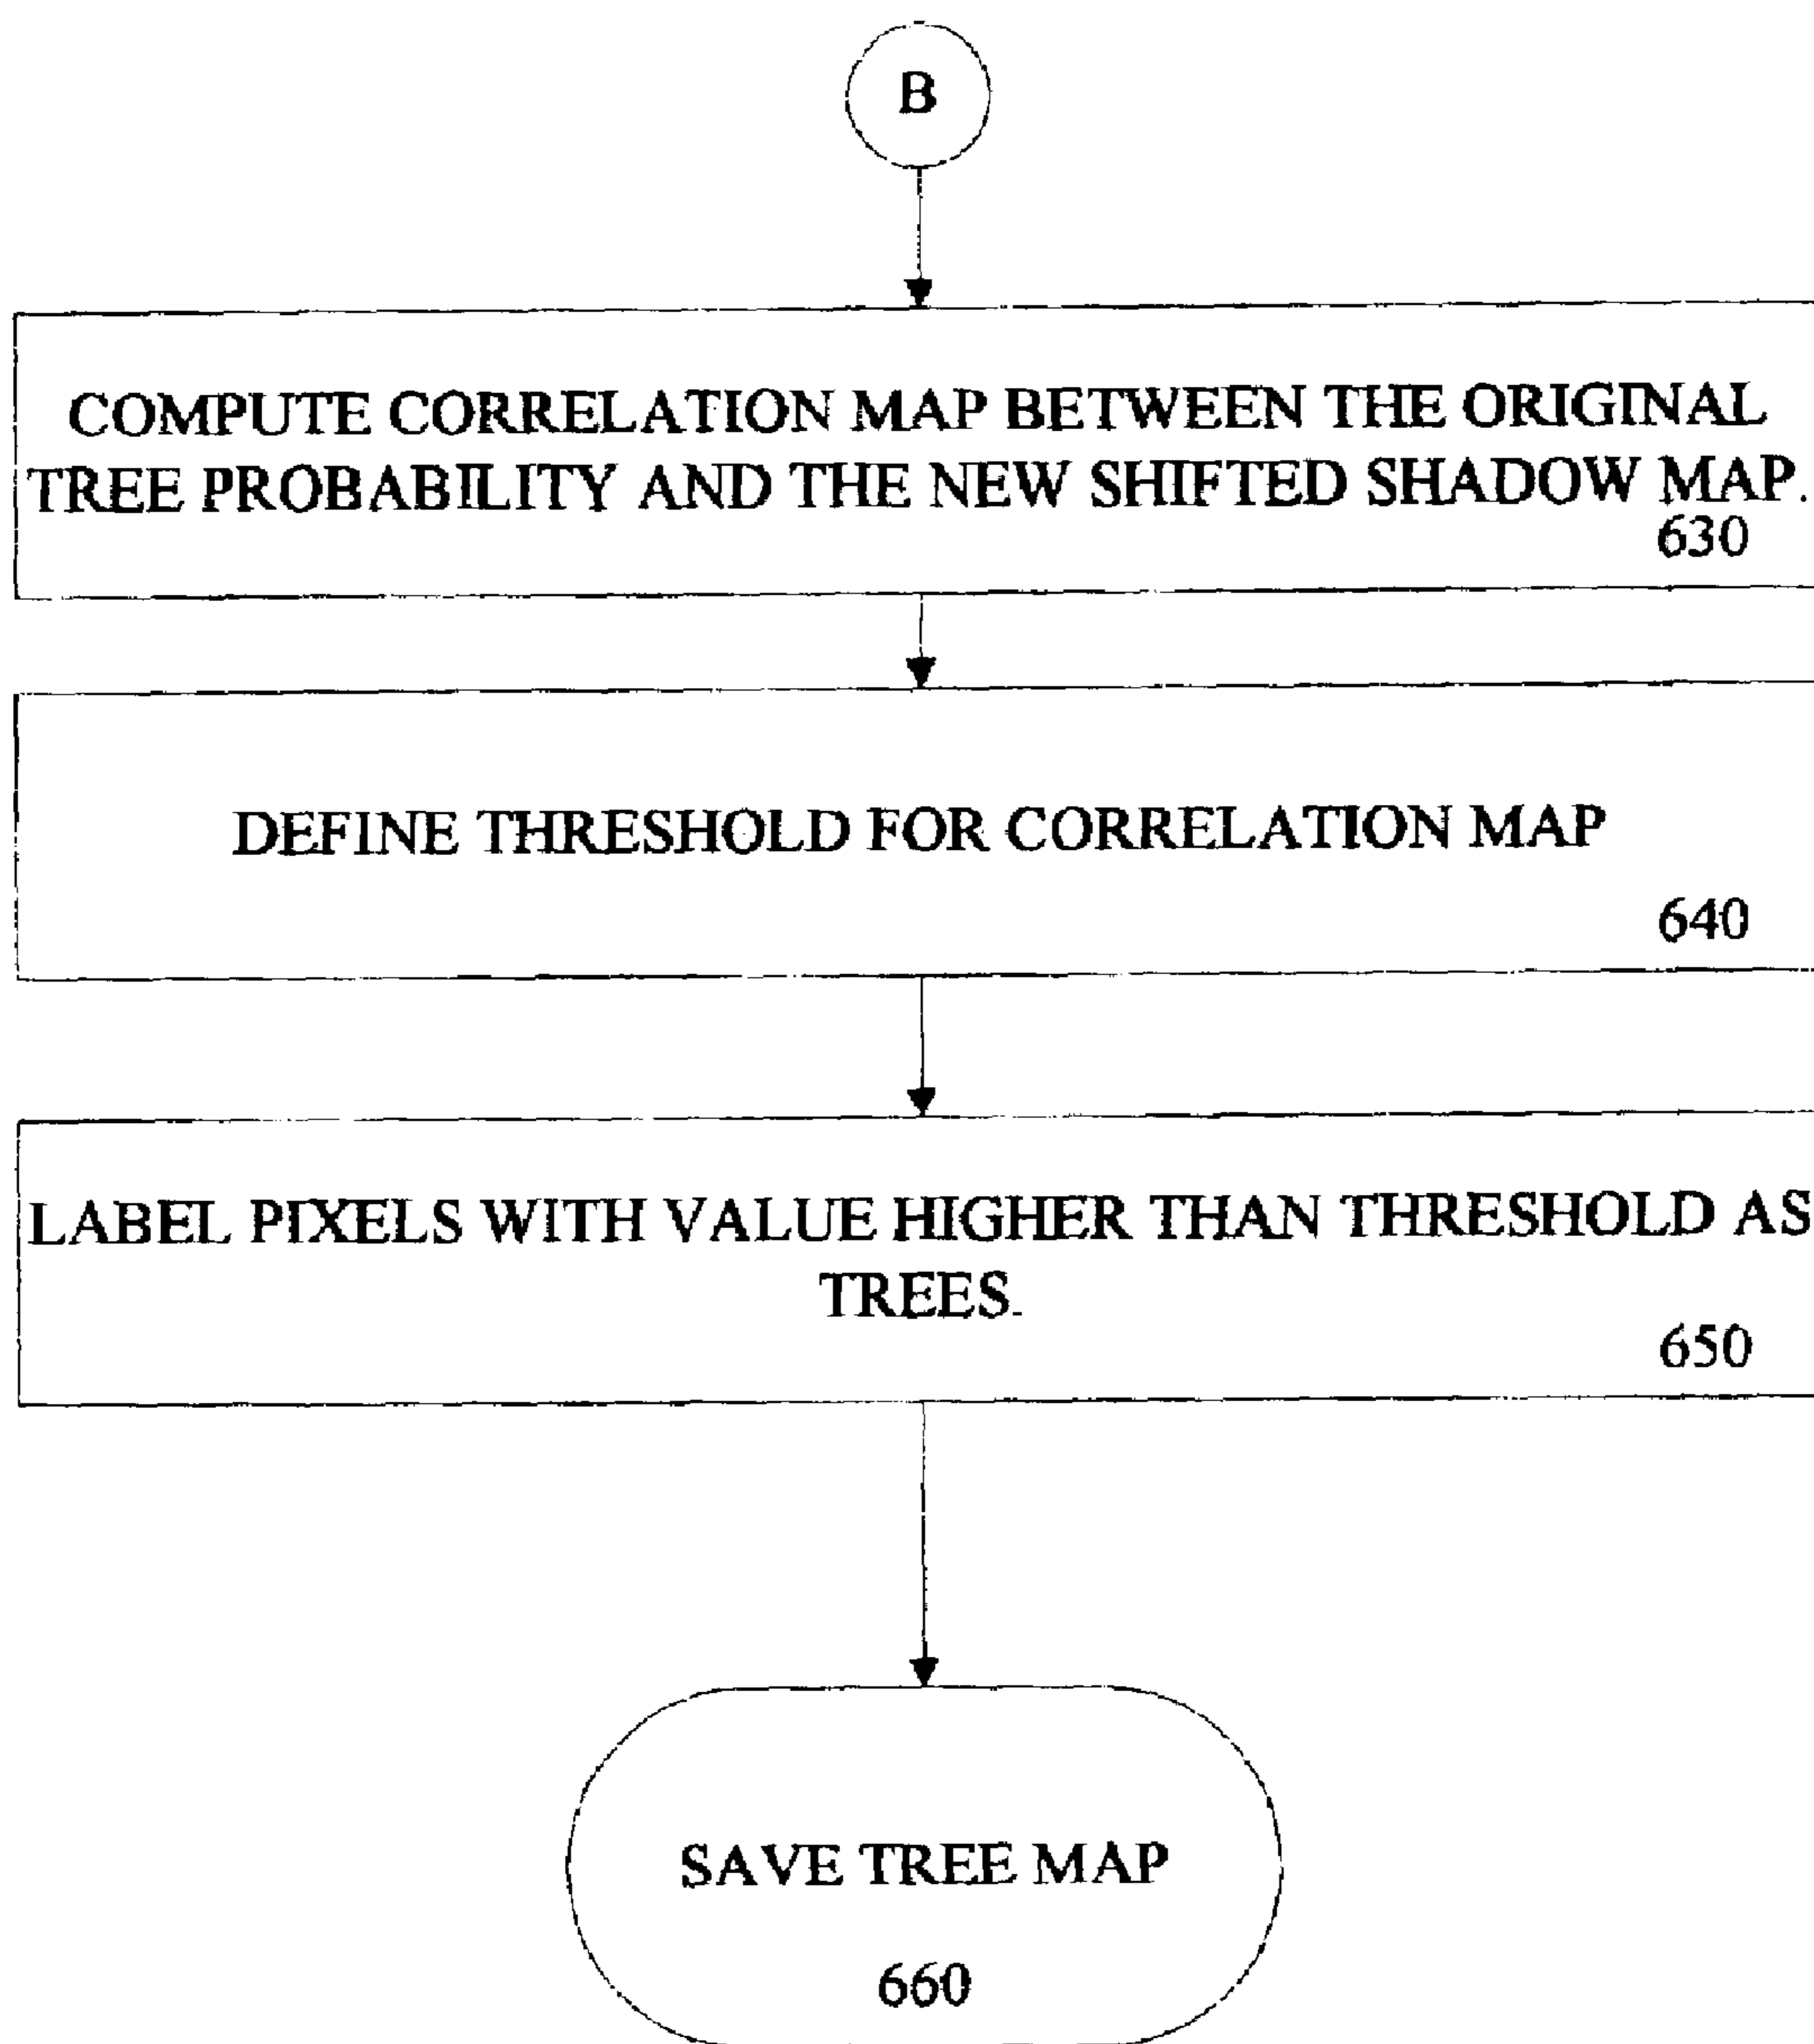 B
COMPUTE CORRELATION MAP BETWEEN THE ORIGINAL
TREE PROBABILITY AND THE NEW SHIFTED SHADOW MAP.
630
DEFINE THRESHOLD FOR CORRELATION MAP
640
LABEL PIXELS WITH VALUE HIGHER THAN THRESHOLD AS
TREES.
650
SAVE TREE MAP
660